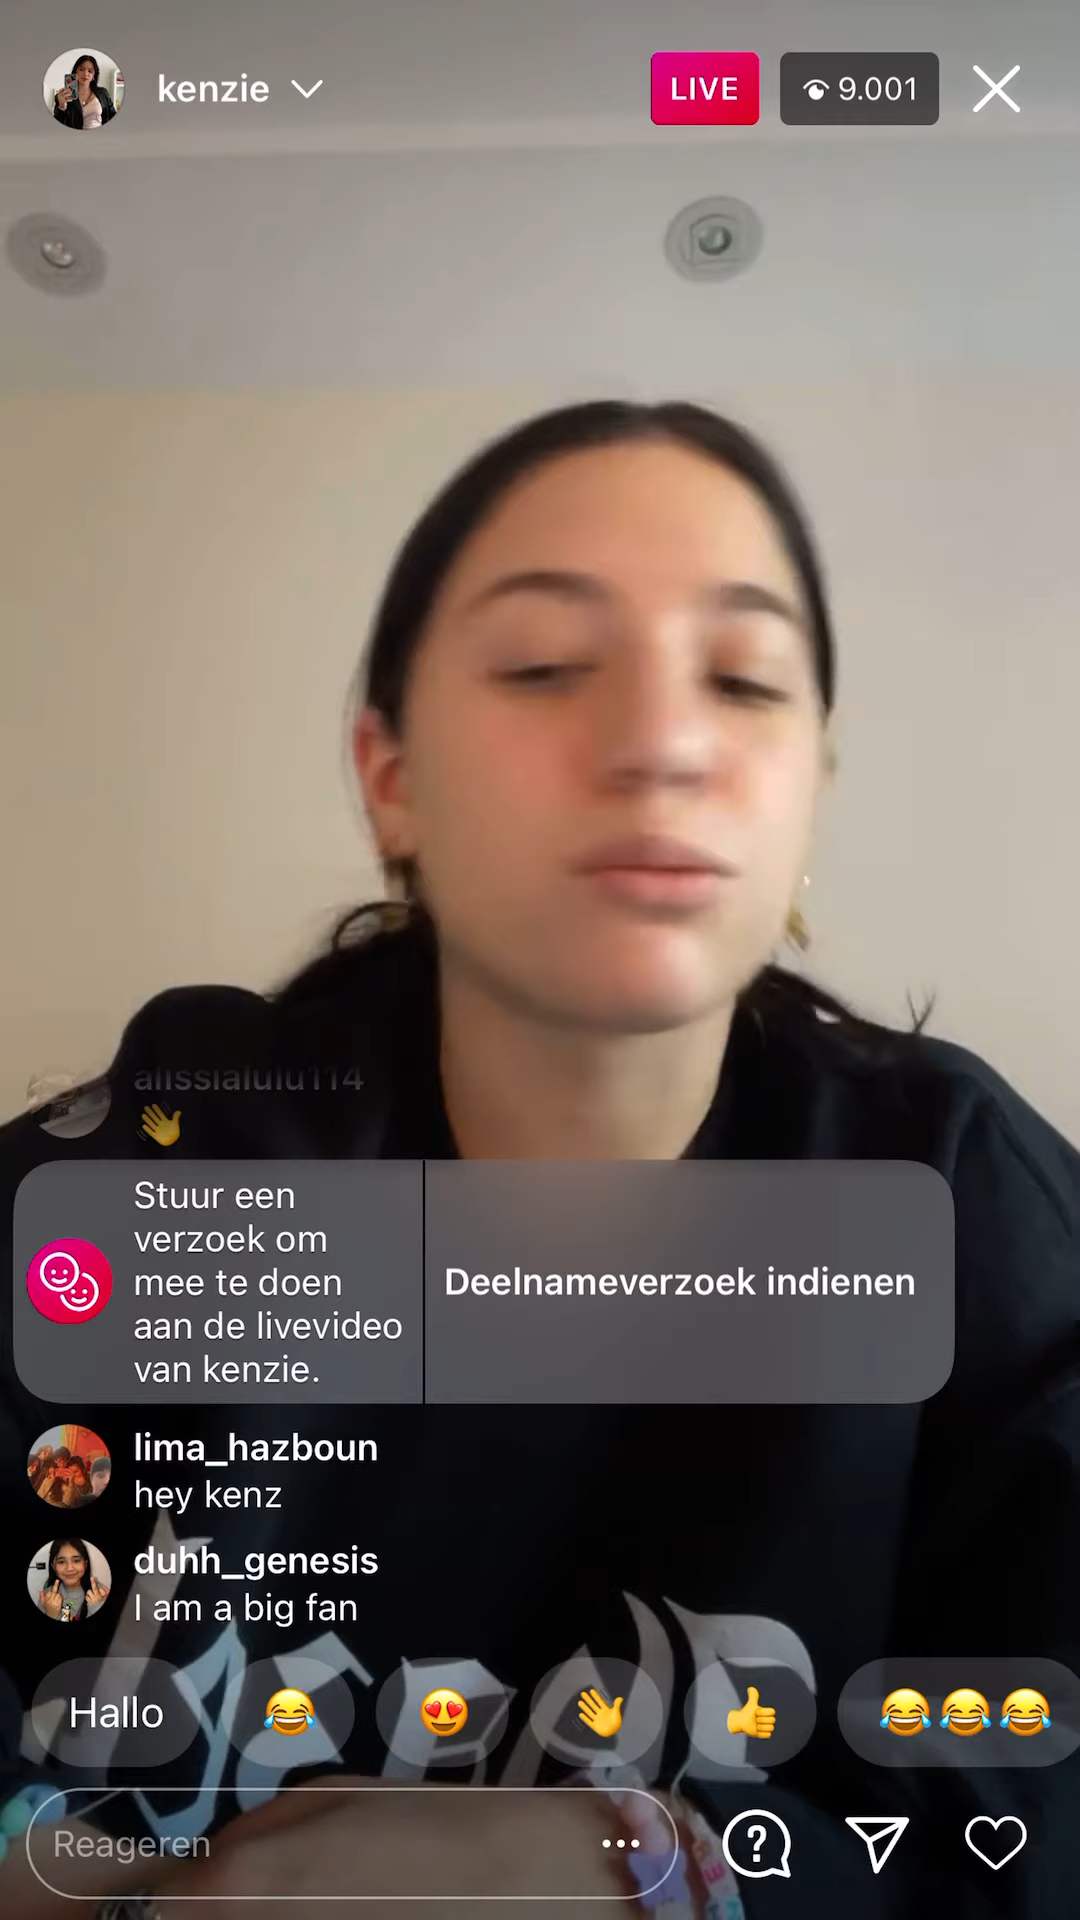 kenzie
LIVE
9.001
alissialulu114
👋
Stuur een
verzoek om
mee te doen
aan de livevideo
van kenzie.
Deelnameverzoek indienen
lima_hazboun
hey kenz
duhh_genesis
I am a big fan
Hallo
😂
😍
👋
👍
😂😂😂
Reageren